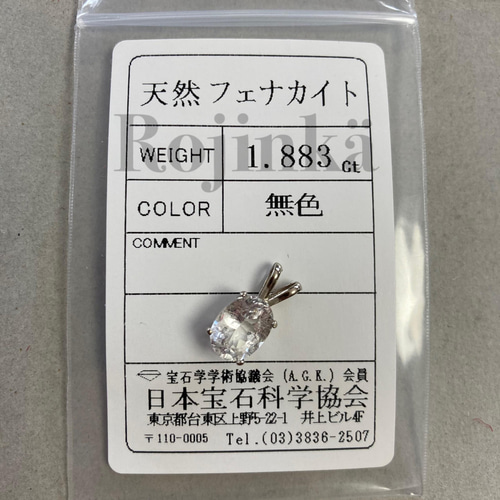 天然フェナカイト
Rojinkä
WEIGHT 1.883 Ct
COLOR 無色
COMMENT
宝石学学術協議会 (A.G.K.) 会員
日本宝石科学協会
東京都台東区上野5-22-1 井上ビル4F
〒110-0005 Tel.(03)3836-2507